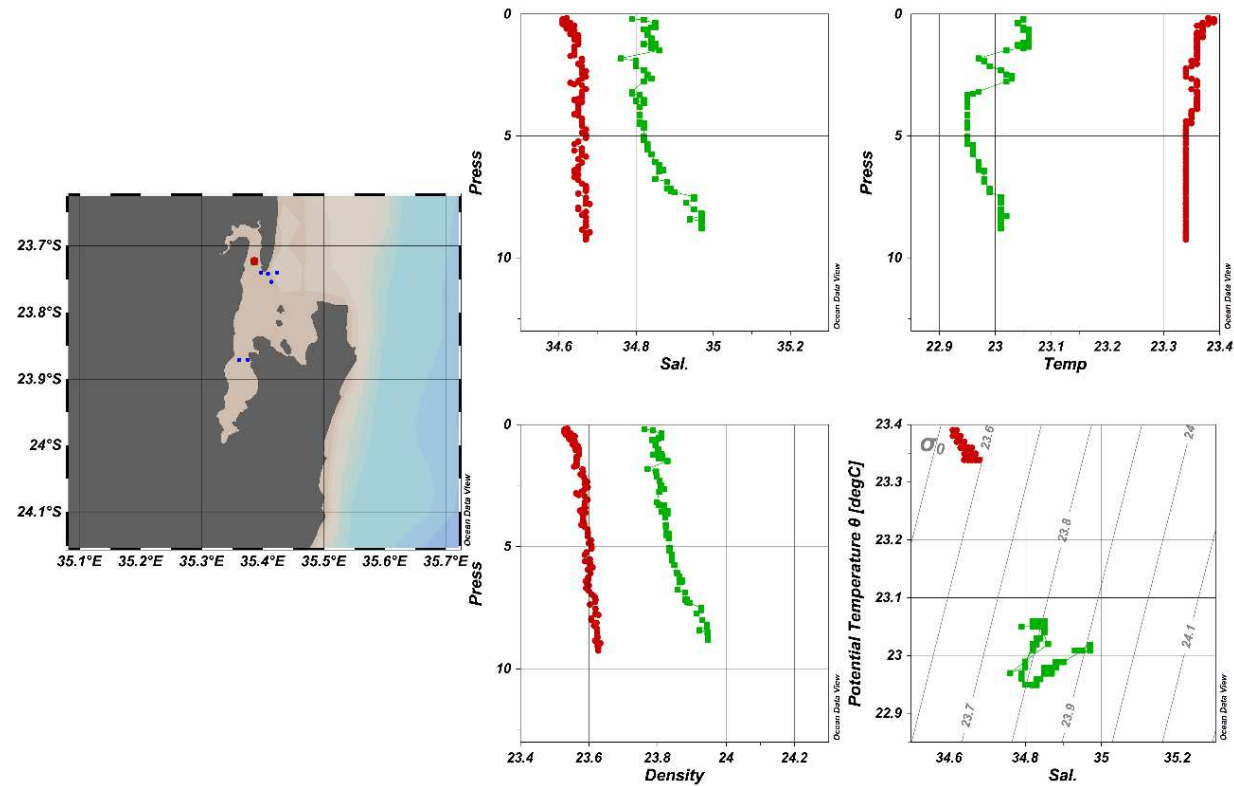 23.7°S
23.8°S
23.9°S
24°S
24.1°S
35.1°E 35.2°E 35.3°E 35.4°E 35.5°E 35.6°E 35.7°E
Ocean Data View
0
5
10
Press
34.6 34.8 35 35.2
Sal.
Ocean Data View
0
5
10
Press
22.9 23 23.1 23.2 23.3 23.4
Temp
Ocean Data View
0
5
10
Press
23.4 23.6 23.8 24 24.2
Density
Ocean Data View
23.4
23.3
23.2
23.1
23
22.9
Potential Temperature θ [degC]
σ0
23.6
24
23.8
24.1
23.7
23.9
34.6 34.8 35 35.2
Sal.
Ocean Data View